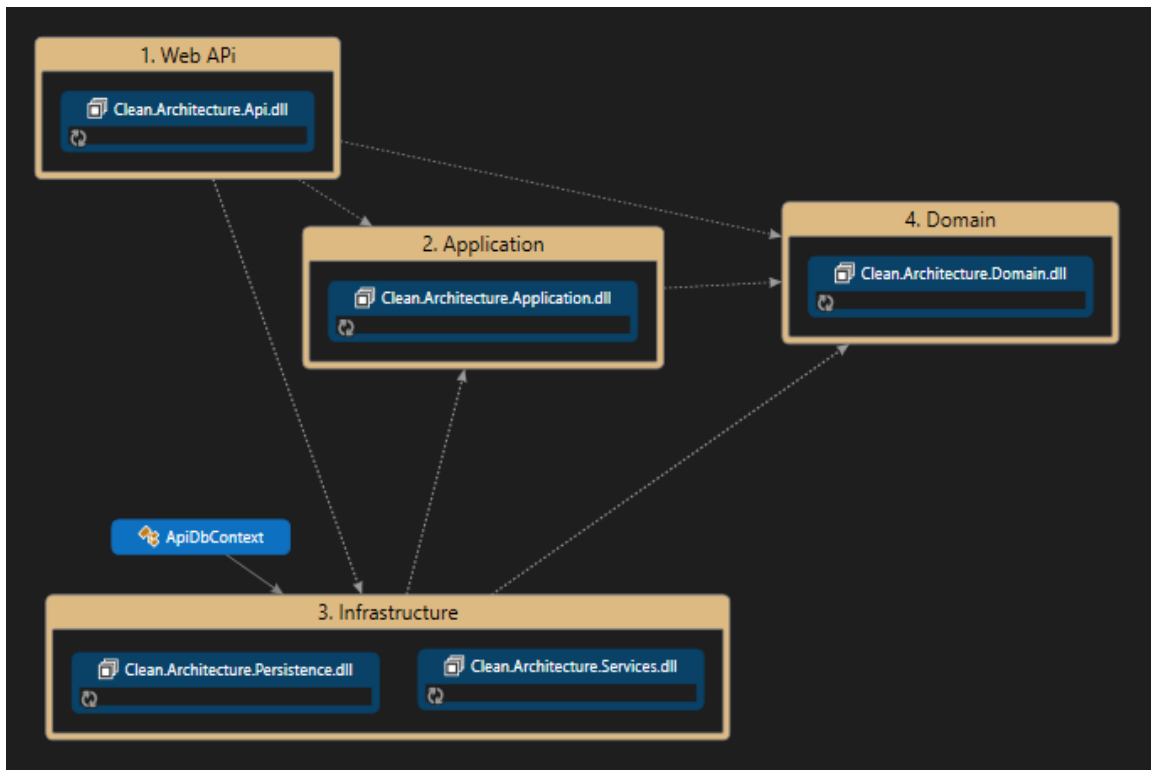 1. Web APi
Clean.Architecture.Api.dll
2. Application
Clean.Architecture.Application.dll
4. Domain
Clean.Architecture.Domain.dll
ApiDbContext
3. Infrastructure
Clean.Architecture.Persistence.dll
Clean.Architecture.Services.dll